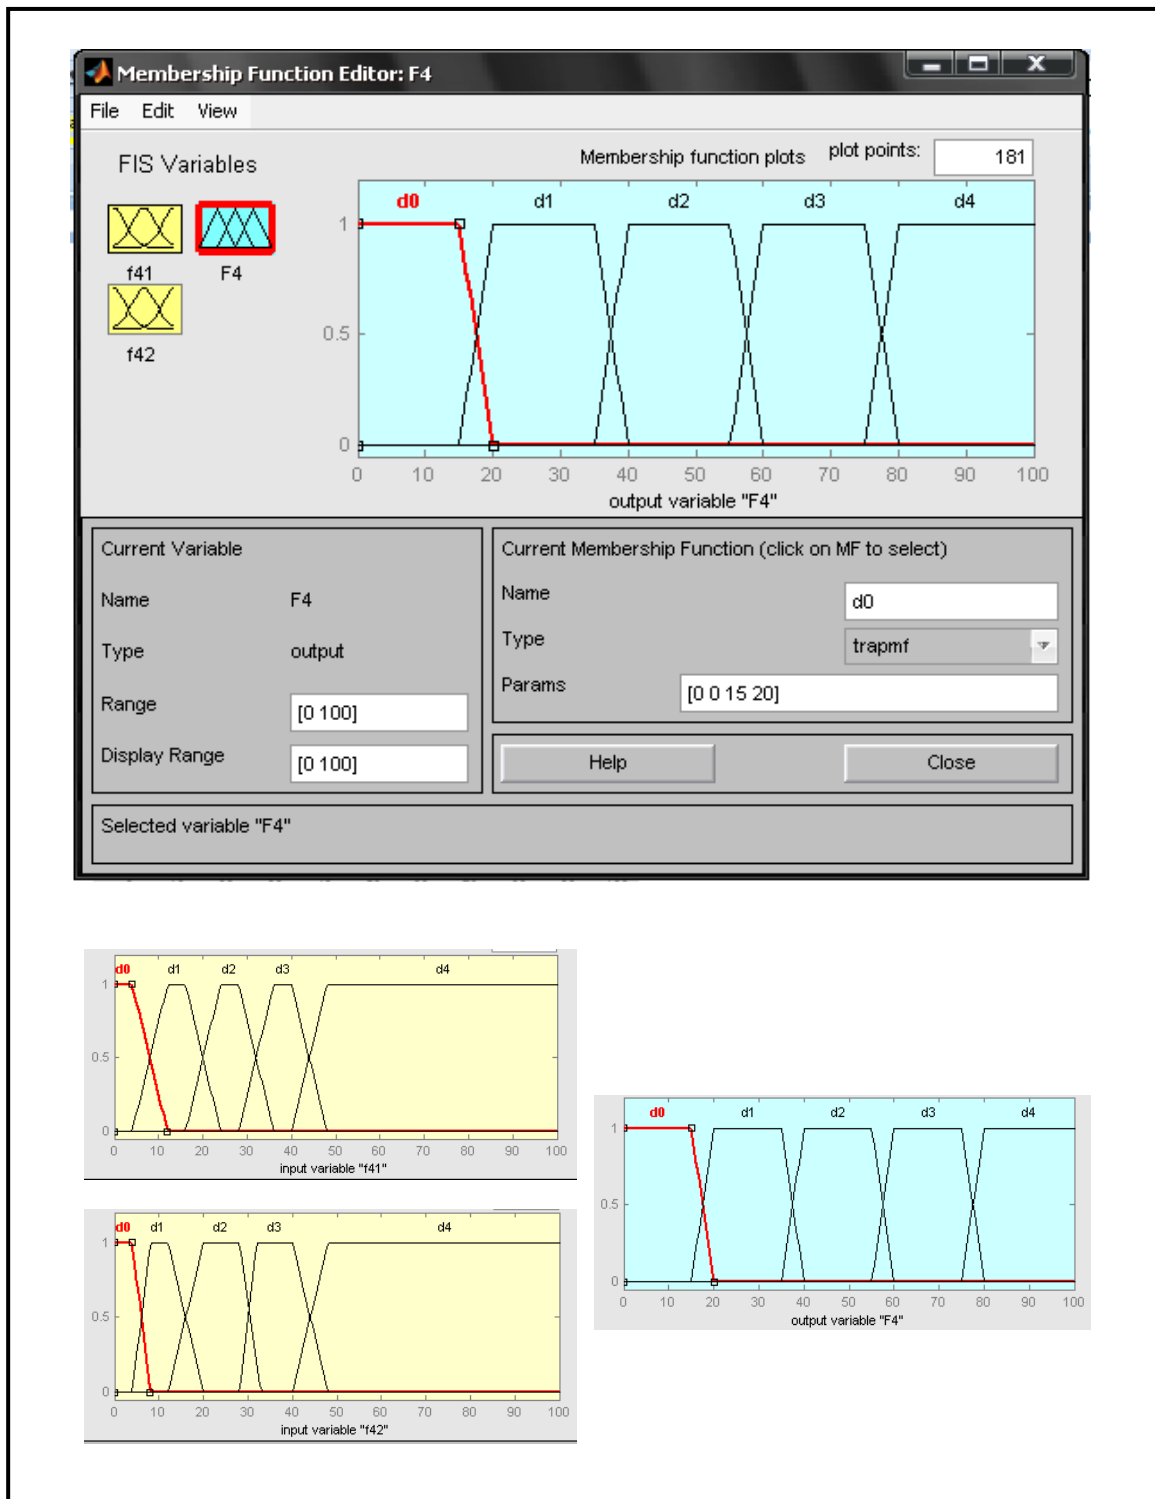 Membership Function Editor: F4
File Edit View
FIS Variables
Membership function plots plot points: 181
f41 F4
f42
d0 d1 d2 d3 d4
1
0.5
0
0 10 20 30 40 50 60 70 80 90 100
output variable "F4"
Current Variable
Name F4
Type output
Range [0 100]
Display Range [0 100]
Current Membership Function (click on MF to select)
Name d0
Type trapmf
Params [0 0 15 20]
Help Close
Selected variable "F4"
d0 d1 d2 d3 d4
1
0.5
0
0 10 20 30 40 50 60 70 80 90 100
input variable "f41"
d0 d1 d2 d3 d4
1
0.5
0
0 10 20 30 40 50 60 70 80 90 100
output variable "F4"
d0 d1 d2 d3 d4
1
0.5
0
0 10 20 30 40 50 60 70 80 90 100
input variable "f42"